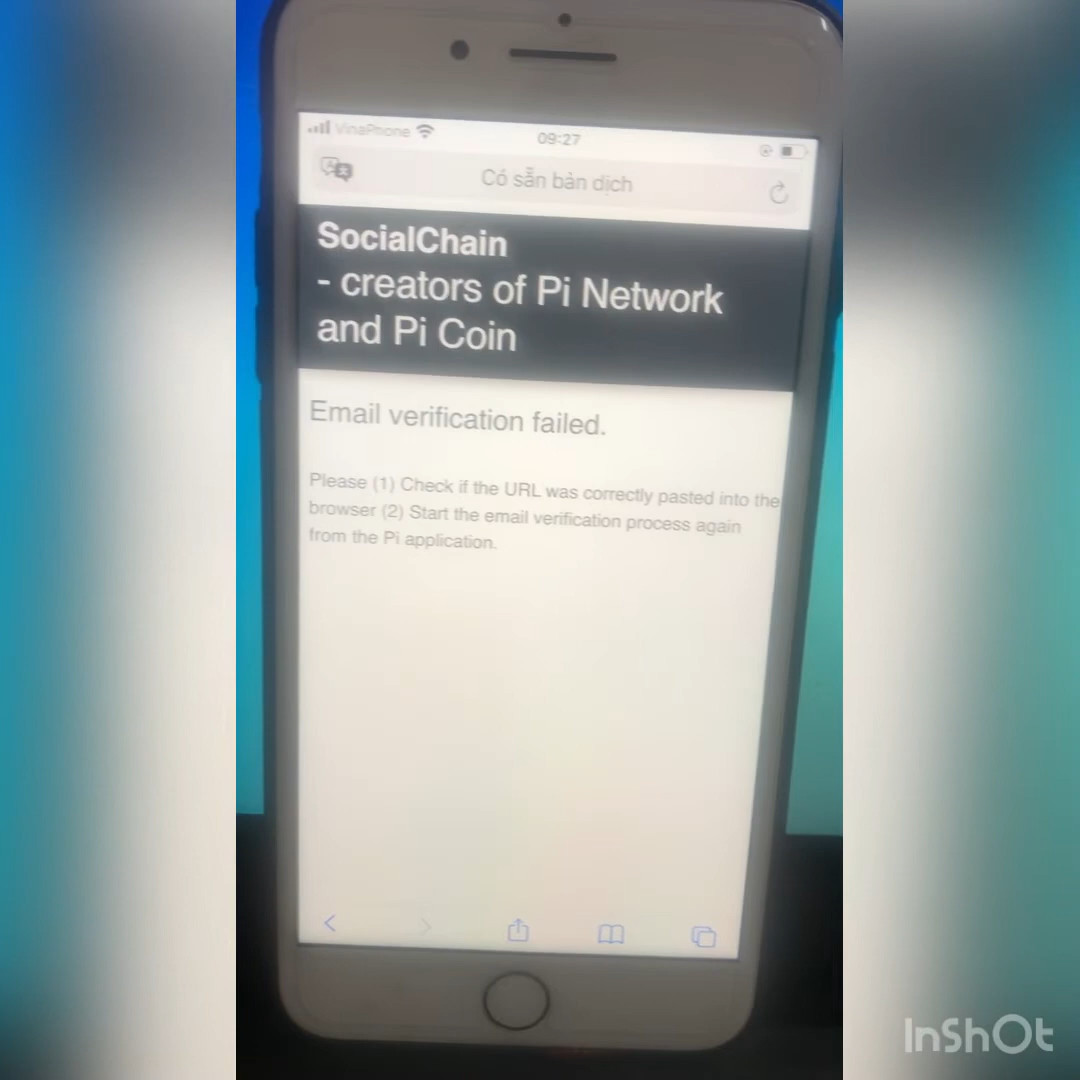 VinaPhone
09:27
Có sẵn bản dịch
SocialChain
- creators of Pi Network
and Pi Coin
Email verification failed.
Please (1) Check if the URL was correctly pasted into the
browser (2) Start the email verification process again
from the Pi application.
InShOt